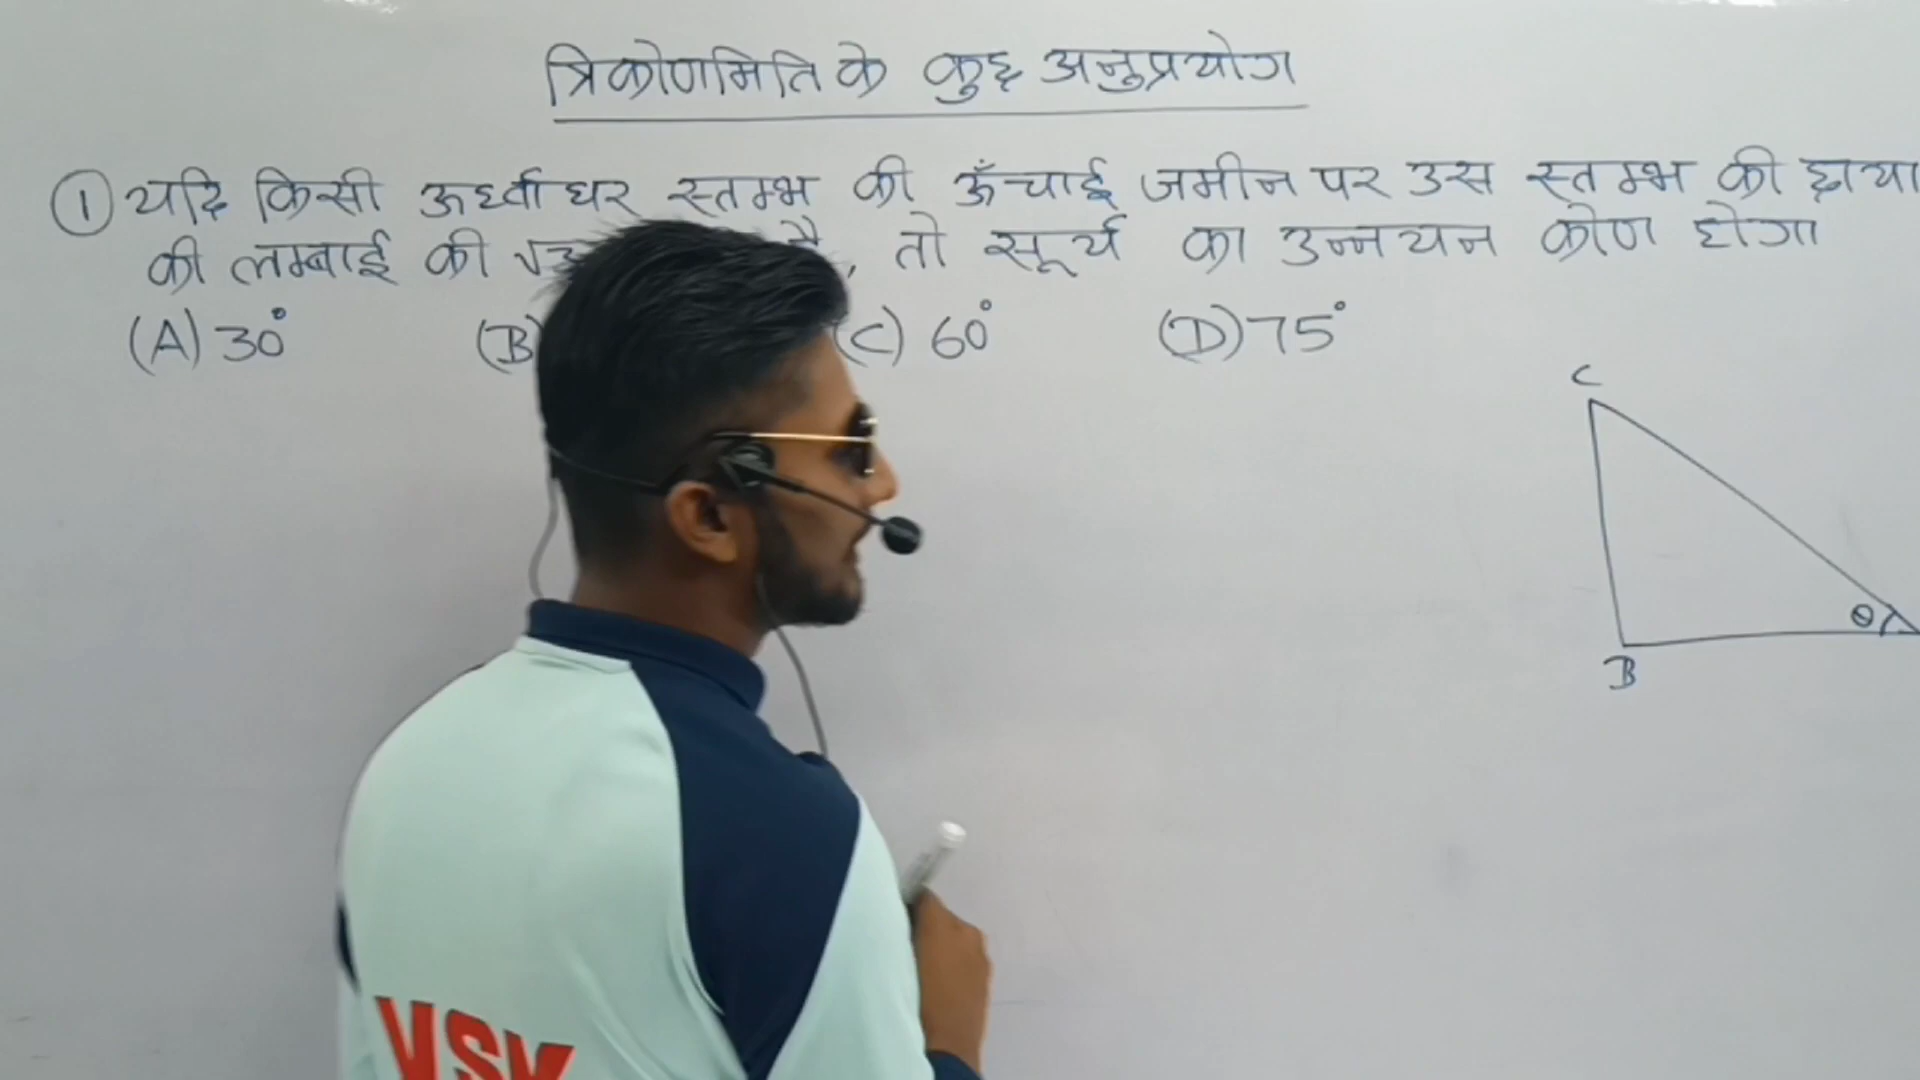 त्रिकोणमिति के कुछ अनुप्रयोग
① यदि किसी ऊर्ध्वाधर स्तम्भ की ऊँचाई जमीन पर उस स्तम्भ की छाया
की लम्बाई की √3 है, तो सूर्य का उन्नयन कोण होगा
(A) 30° (B) (C) 60° (D) 75°
C
θ
B
VSK